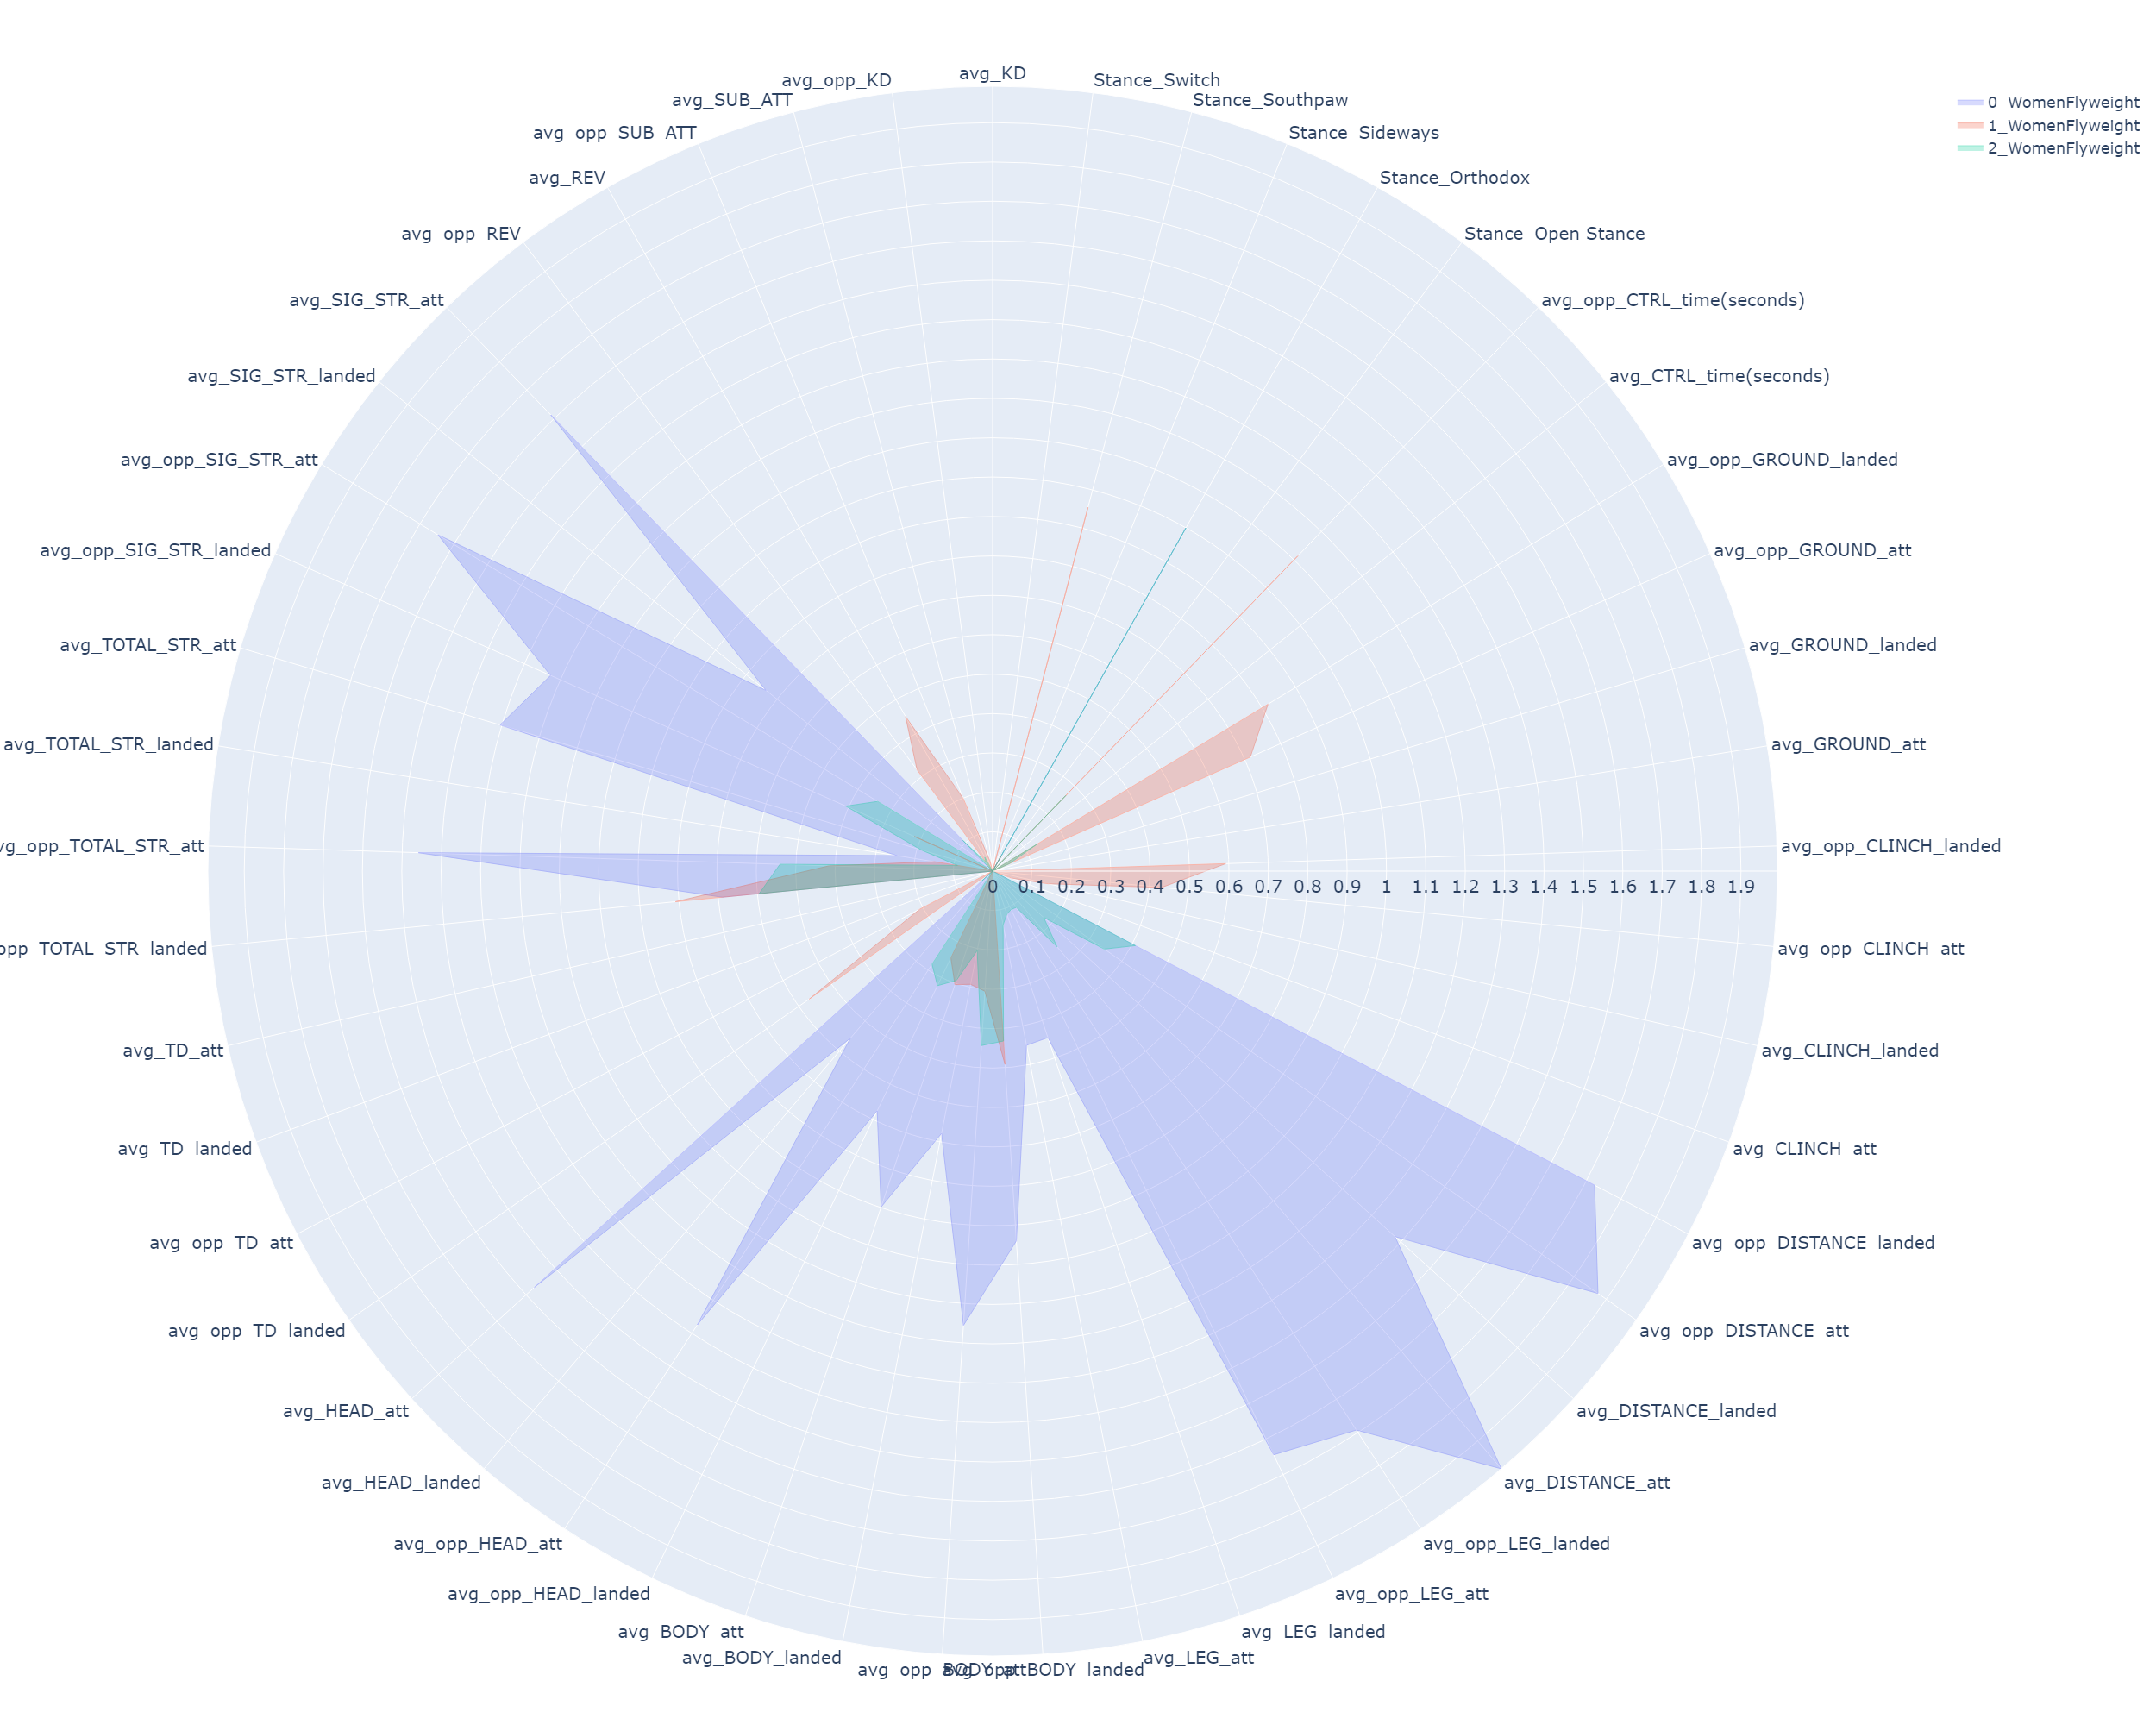 avg_KD
avg_opp_KD
avg_SUB_ATT
avg_opp_SUB_ATT
avg_REV
avg_opp_REV
avg_SIG_STR_att
avg_SIG_STR_landed
avg_opp_SIG_STR_att
avg_opp_SIG_STR_landed
avg_TOTAL_STR_att
avg_TOTAL_STR_landed
vg_opp_TOTAL_STR_att
opp_TOTAL_STR_landed
avg_TD_att
avg_TD_landed
avg_opp_TD_att
avg_opp_TD_landed
avg_HEAD_att
avg_HEAD_landed
avg_opp_HEAD_att
avg_opp_HEAD_landed
avg_BODY_att
avg_BODY_landed
avg_opp_BODY_att
avg_opp_BODY_landed
avg_LEG_att
avg_LEG_landed
avg_opp_LEG_att
avg_opp_LEG_landed
avg_DISTANCE_att
avg_DISTANCE_landed
avg_opp_DISTANCE_att
avg_opp_DISTANCE_landed
avg_CLINCH_att
avg_CLINCH_landed
avg_opp_CLINCH_att
avg_opp_CLINCH_landed
avg_GROUND_att
avg_GROUND_landed
avg_opp_GROUND_att
avg_opp_GROUND_landed
avg_CTRL_time(seconds)
avg_opp_CTRL_time(seconds)
Stance_Open Stance
Stance_Orthodox
Stance_Sideways
Stance_Southpaw
Stance_Switch
0 0.1 0.2 0.3 0.4 0.5 0.6 0.7 0.8 0.9 1 1.1 1.2 1.3 1.4 1.5 1.6 1.7 1.8 1.9
0_WomenFlyweight
1_WomenFlyweight
2_WomenFlyweight